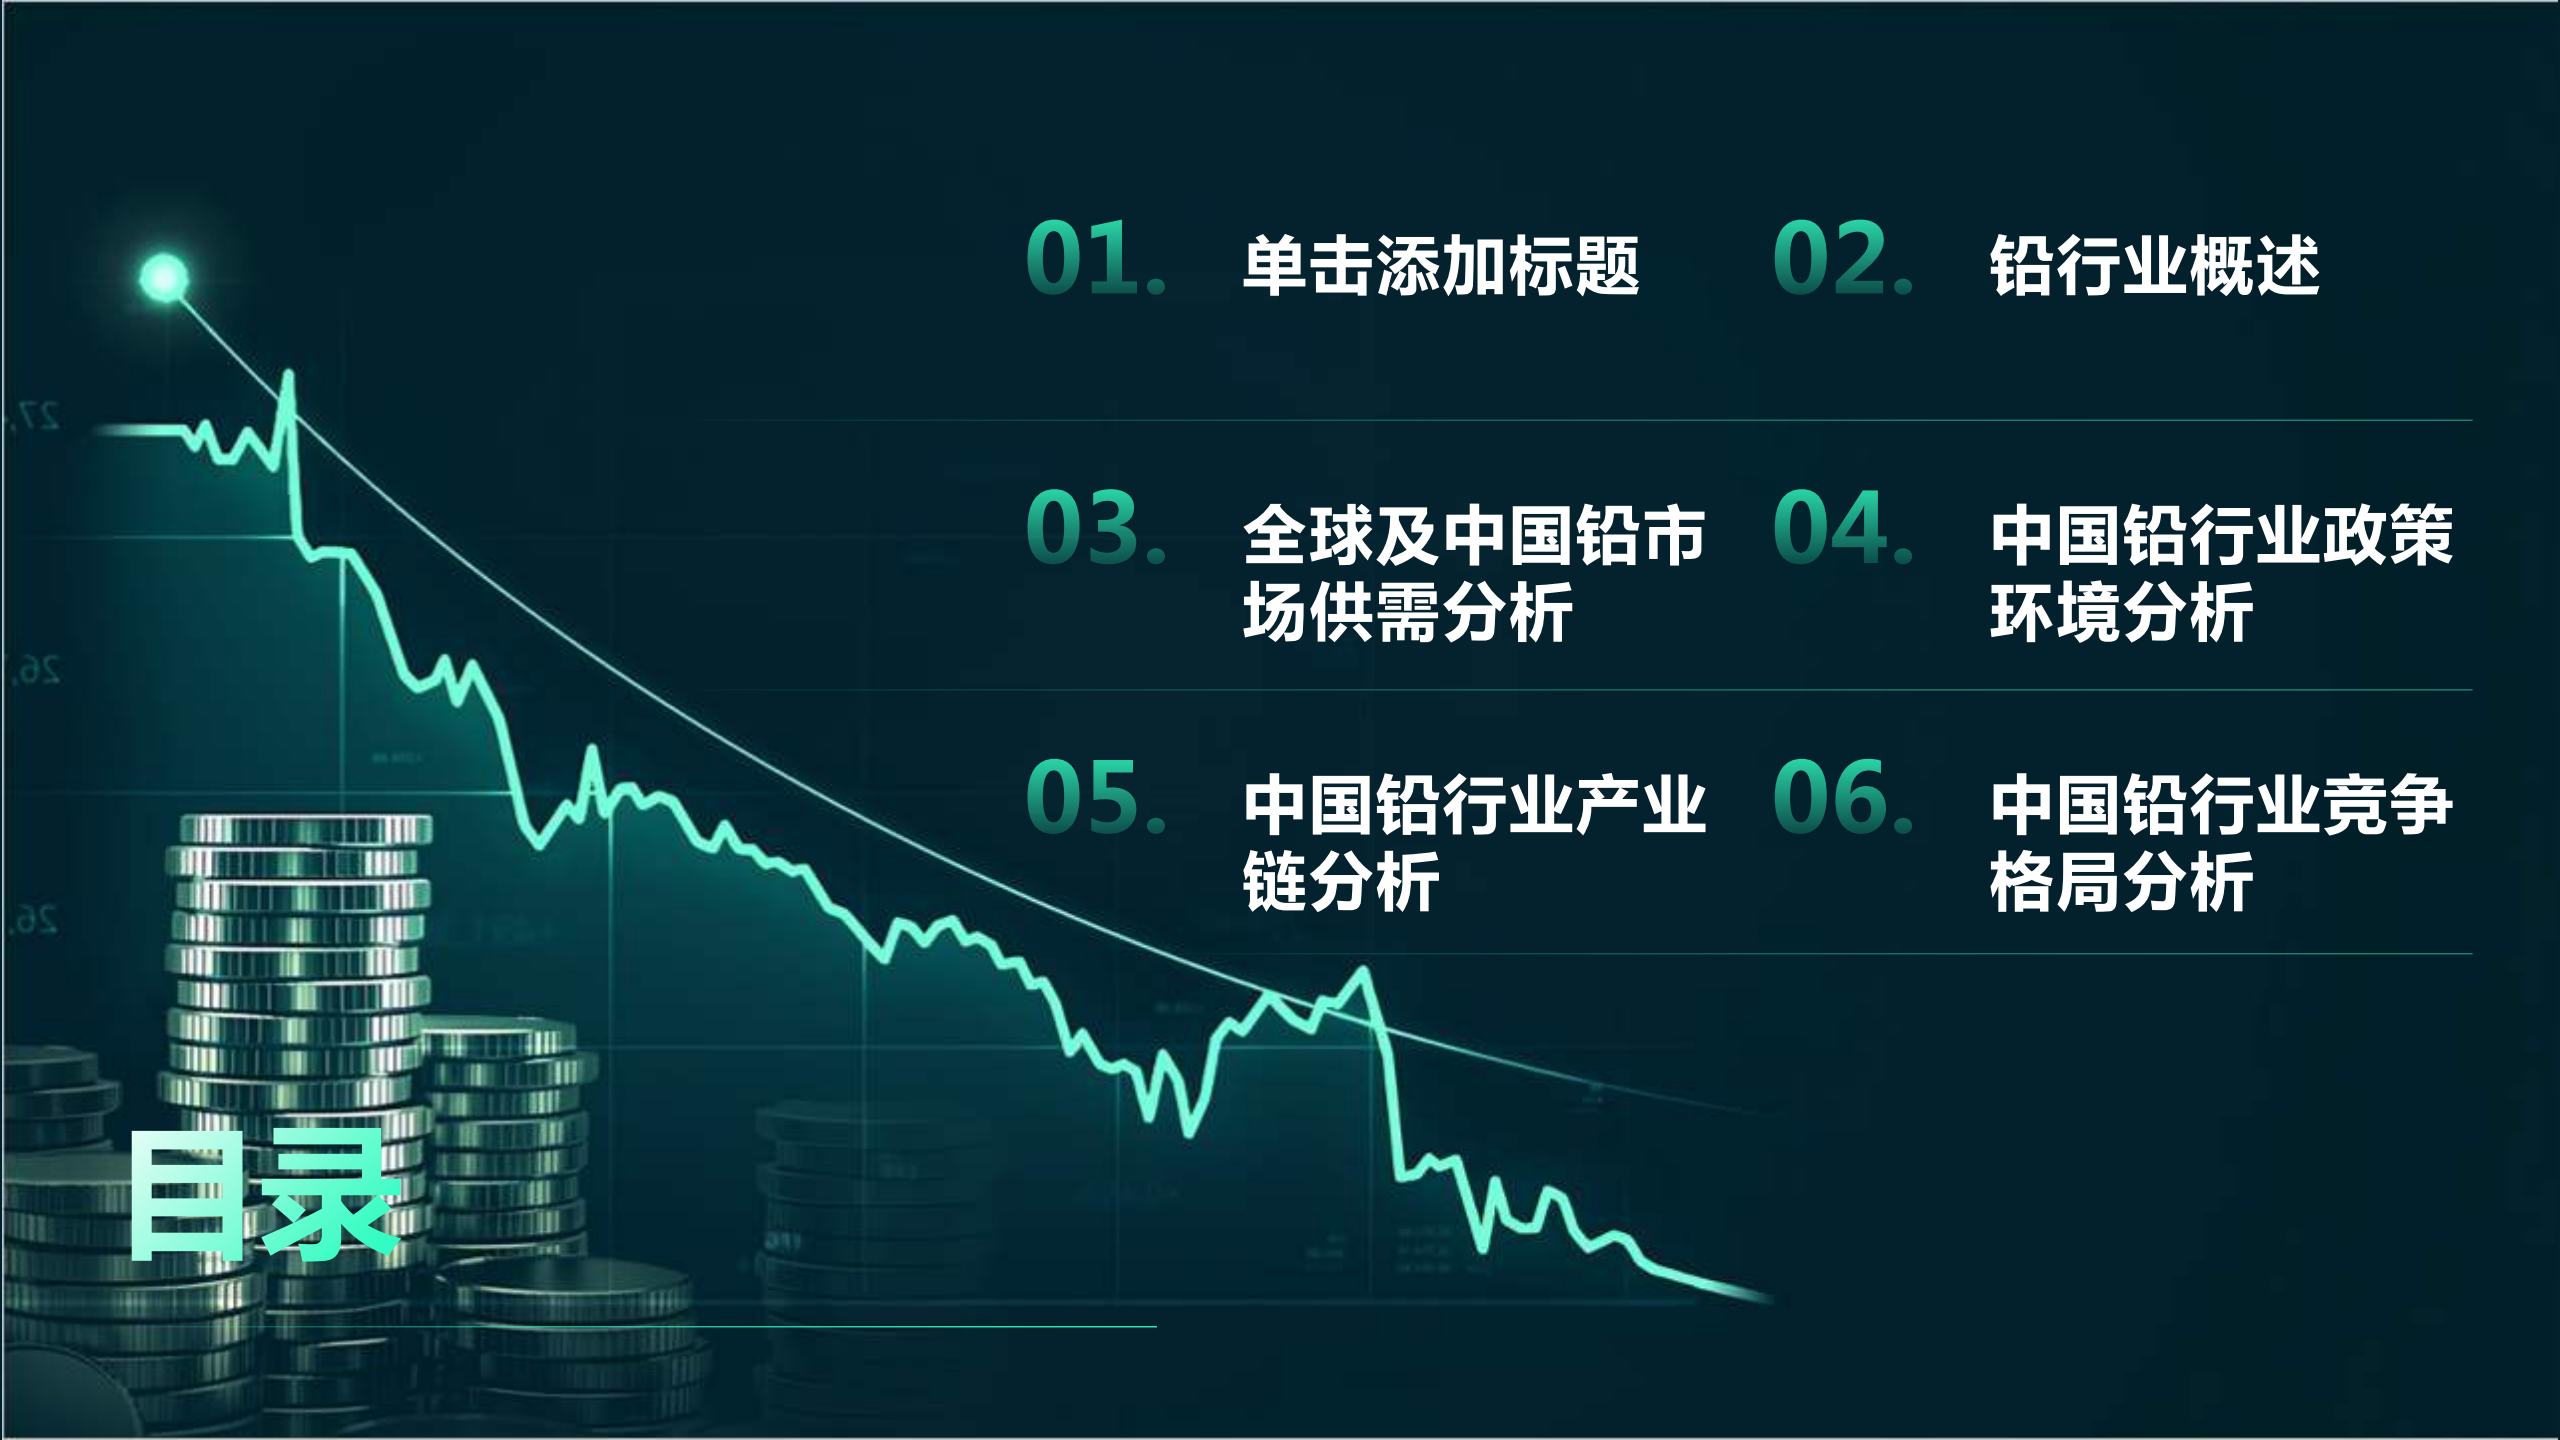 01.
单击添加标题
02.
铅行业概述
03.
全球及中国铅市
场供需分析
04.
中国铅行业政策
环境分析
05.
中国铅行业产业
链分析
06.
中国铅行业竞争
格局分析
目录